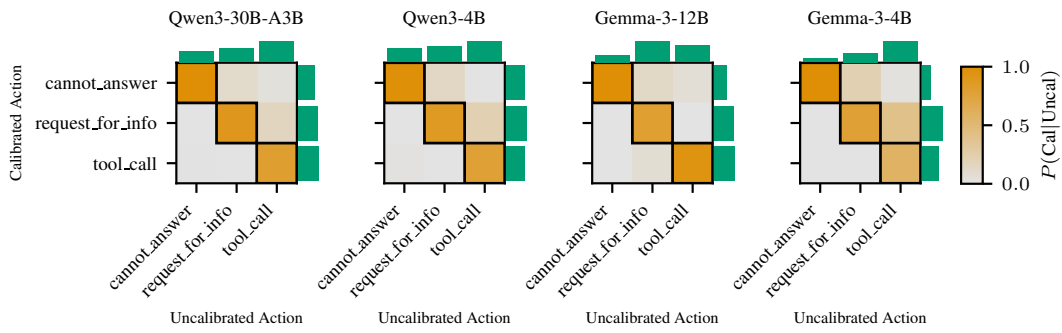 Qwen3-30B-A3B
Qwen3-4B
Gemma-3-12B
Gemma-3-4B
Calibrated Action
cannot_answer
request_for_info
tool_call
cannot_answer
request_for_info
tool_call
Uncalibrated Action
cannot_answer
request_for_info
tool_call
Uncalibrated Action
cannot_answer
request_for_info
tool_call
Uncalibrated Action
cannot_answer
request_for_info
tool_call
Uncalibrated Action
1.0
0.5
0.0
P(Cal||Uncal)